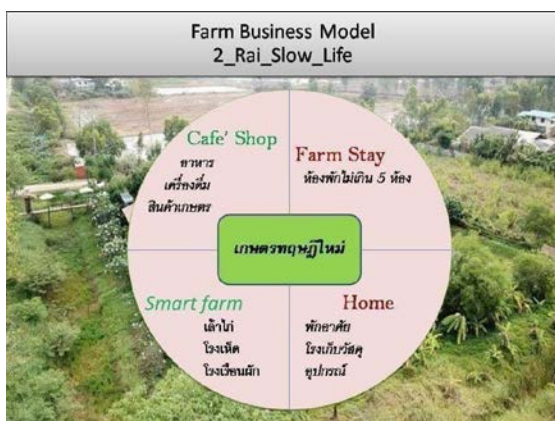 Farm Business Model
2_Rai_Slow_Life
Cafe' Shop
อาหาร
เครื่องดื่ม
สินค้าเกษตร
Farm Stay
ห้องพักไม่เกิน 5 ห้อง
เกษตรทฤษฎีใหม่
Smart farm
เล้าไก่
โรงเห็ด
โรงเรือนผัก
Home
พักอาศัย
โรงเก็บวัสดุ
อุปกรณ์